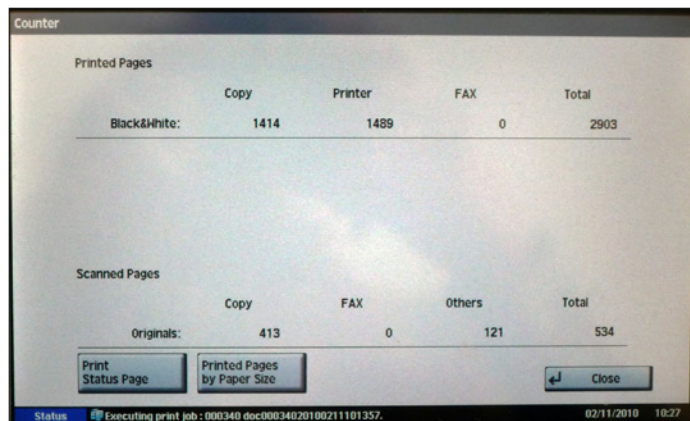 Counter
Printed Pages
Copy Printer FAX Total
Black&White: 1414 1489 0 2903
Scanned Pages
Copy FAX Others Total
Originals: 413 0 121 534
Print
Status Page
Printed Pages
by Paper Size
Close
Status Executing print job : 000340 doc00034020100211101357. 02/11/2010 10:27